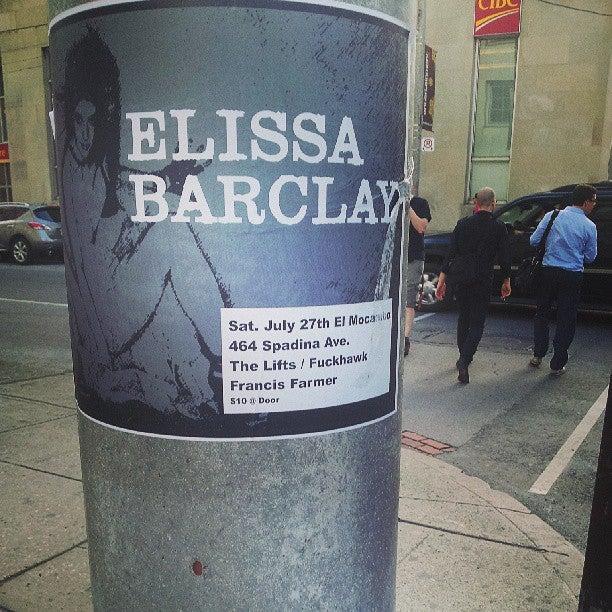 ELISSA
BARCLAY
Sat. July 27th El Mocambo
464 Spadina Ave.
The Lifts / Fuckhawk
Francis Farmer
$10 @ Door
CIBC